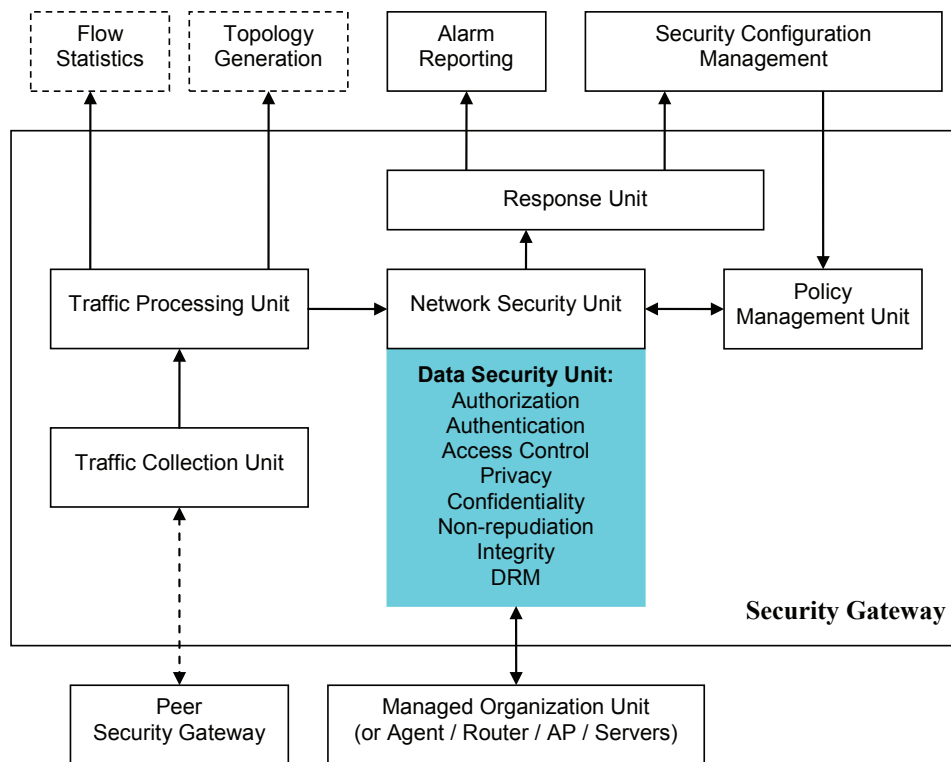 Flow
Statistics
Topology
Generation
Alarm
Reporting
Security Configuration
Management
Response Unit
Traffic Processing Unit
Network Security Unit
Policy
Management Unit
Data Security Unit:
Authorization
Authentication
Access Control
Privacy
Confidentiality
Non-repudiation
Integrity
DRM
Traffic Collection Unit
Security Gateway
Peer
Security Gateway
Managed Organization Unit
(or Agent / Router / AP / Servers)